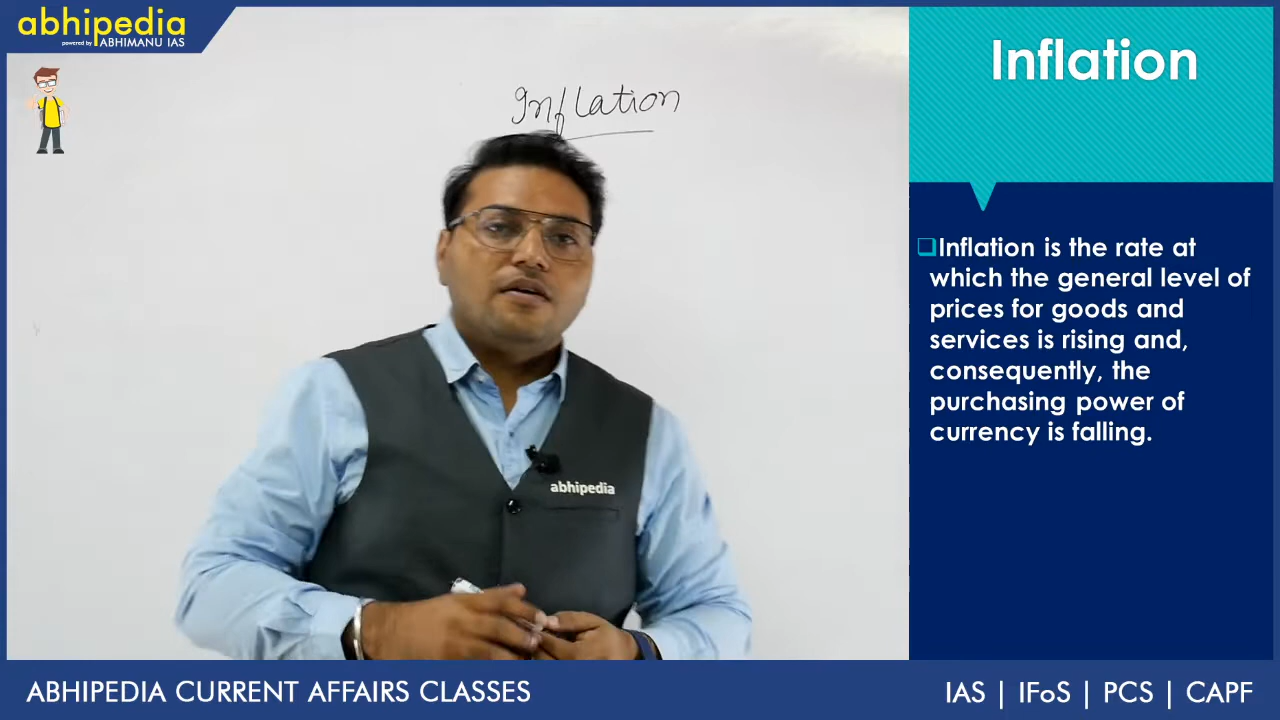 abhipedia
powered by ABHIMANU IAS
Inflation
Inflation
Inflation is the rate at
which the general level of
prices for goods and
services is rising and,
consequently, the
purchasing power of
currency is falling.
abhipedia
ABHIPEDIA CURRENT AFFAIRS CLASSES
IAS | IFoS | PCS | CAPF